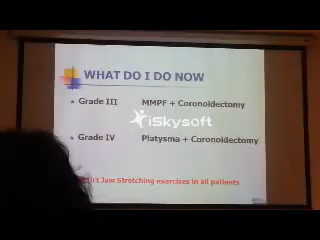 WHAT DO I DO NOW
Grade III MMPF + Coronoidectomy
iSkysoft
Grade IV Platysma + Coronoidectomy
Jaw Stretching exercises in all patients